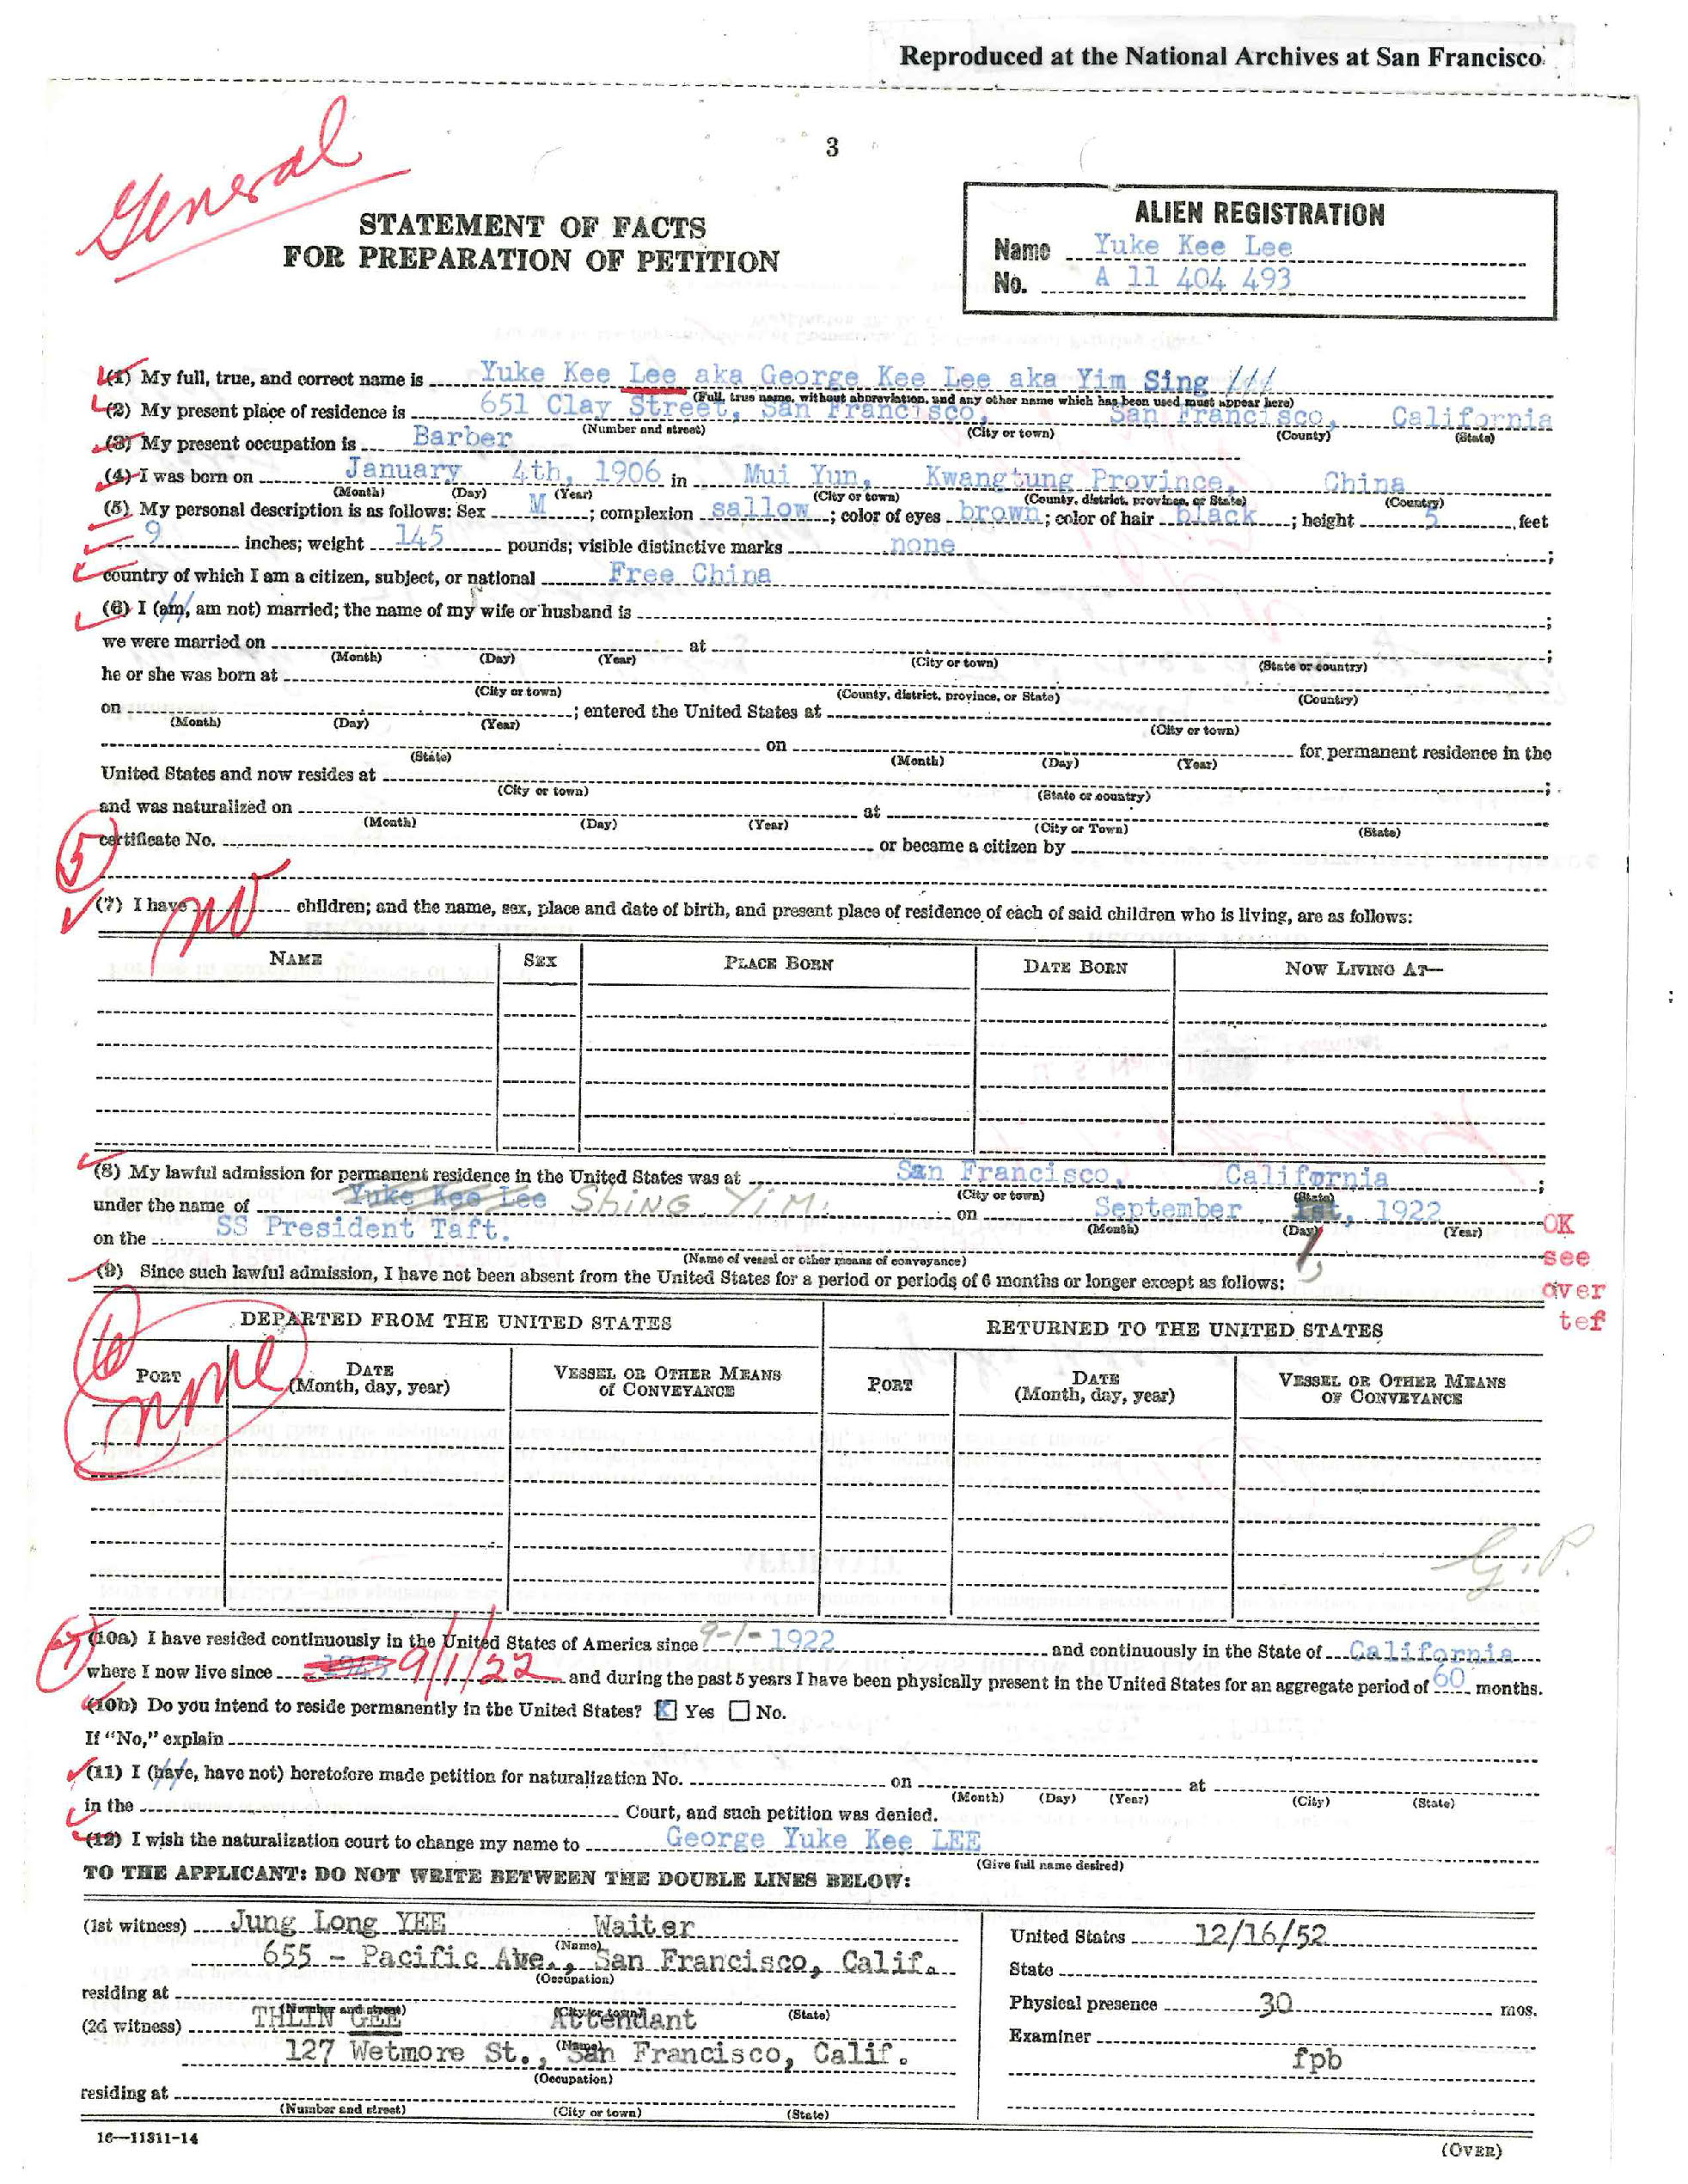 Reproduced at the National Archives at San Francisco
3
General
STATEMENT OF FACTS
FOR PREPARATION OF PETITION
ALIEN REGISTRATION
Name Yuke Kee Lee
No. A 11 404 493
(1) My full, true, and correct name is Yuke Kee Lee aka George Kee Lee aka Yim Sing ///
(Full, true name, without abbreviation, and any other name which has been used must appear here)
(2) My present place of residence is 651 Clay Street, San Francisco, San Francisco, California
(Number and street) (City or town) (County) (State)
(3) My present occupation is Barber
(4) I was born on January 4th, 1906 in Mui Yun, Kwangtung Province, China
(Month) (Day) (Year) (City or town) (County, district, province, or State) (Country)
(5) My personal description is as follows: Sex M; complexion sallow; color of eyes brown; color of hair black; height 5 feet
9 inches; weight 145 pounds; visible distinctive marks none;
country of which I am a citizen, subject, or national Free China
(6) I (am, am not) married; the name of my wife or husband is ;
we were married on at ;
(Month) (Day) (Year) (City or town) (State or country)
he or she was born at
(City or town) (County, district, province, or State) (Country)
on ; entered the United States at
(Month) (Day) (Year) (City or town)
on for permanent residence in the
(State) (Month) (Day) (Year)
United States and now resides at ;
(City or town) (State or country)
and was naturalized on at
(Month) (Day) (Year) (City or Town) (State)
5
certificate No. or became a citizen by
(7) I have no children; and the name, sex, place and date of birth, and present place of residence of each of said children who is living, are as follows:
NAME SEX PLACE BORN DATE BORN NOW LIVING AT—
(8) My lawful admission for permanent residence in the United States was at San Francisco, California;
(City or town) (State)
under the name of Yuke Kee Lee SHING YIM. on September 1st, 1922
(Month) (Day) (Year)
on the SS President Taft.
(Name of vessel or other means of conveyance)
OK
see
over
tef
(9) Since such lawful admission, I have not been absent from the United States for a period or periods of 6 months or longer except as follows:
DEPARTED FROM THE UNITED STATES RETURNED TO THE UNITED STATES
6
none
PORT DATE (Month, day, year) VESSEL OR OTHER MEANS OF CONVEYANCE PORT DATE (Month, day, year) VESSEL OR OTHER MEANS OF CONVEYANCE
G.P.
7
(10a) I have resided continuously in the United States of America since 9-1-1922 and continuously in the State of California
where I now live since 1945 9/1/22 and during the past 5 years I have been physically present in the United States for an aggregate period of 60 months.
(10b) Do you intend to reside permanently in the United States? X Yes No.
If "No," explain
(11) I (have, have not) heretofore made petition for naturalization No. on at
(Month) (Day) (Year) (City) (State)
in the Court, and such petition was denied.
(12) I wish the naturalization court to change my name to George Yuke Kee LEE
(Give full name desired)
TO THE APPLICANT: DO NOT WRITE BETWEEN THE DOUBLE LINES BELOW:
(1st witness) Jung Long YEE Waiter
(Name)
655 - Pacific Ave., San Francisco, Calif.
(Occupation)
residing at
(Number and street) (City or town) (State)
(2d witness) THLIN GEE Attendant
(Name)
127 Wetmore St., San Francisco, Calif.
(Occupation)
residing at
(Number and street) (City or town) (State)
United States 12/16/52
State
Physical presence 30 mos.
Examiner
fpb
16—11311-14
(OVER)